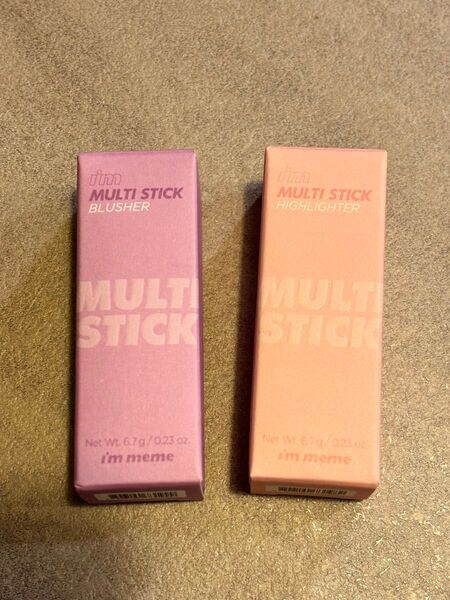 I'm
MULTI STICK
BLUSHER
MULTI
STICK
Net. Wt. 6.7g / 0.23 oz.
I'm meme
I'm
MULTI STICK
HIGHLIGHTER
MULTI
STICK
Net. Wt. 6.7g / 0.23 oz.
I'm meme